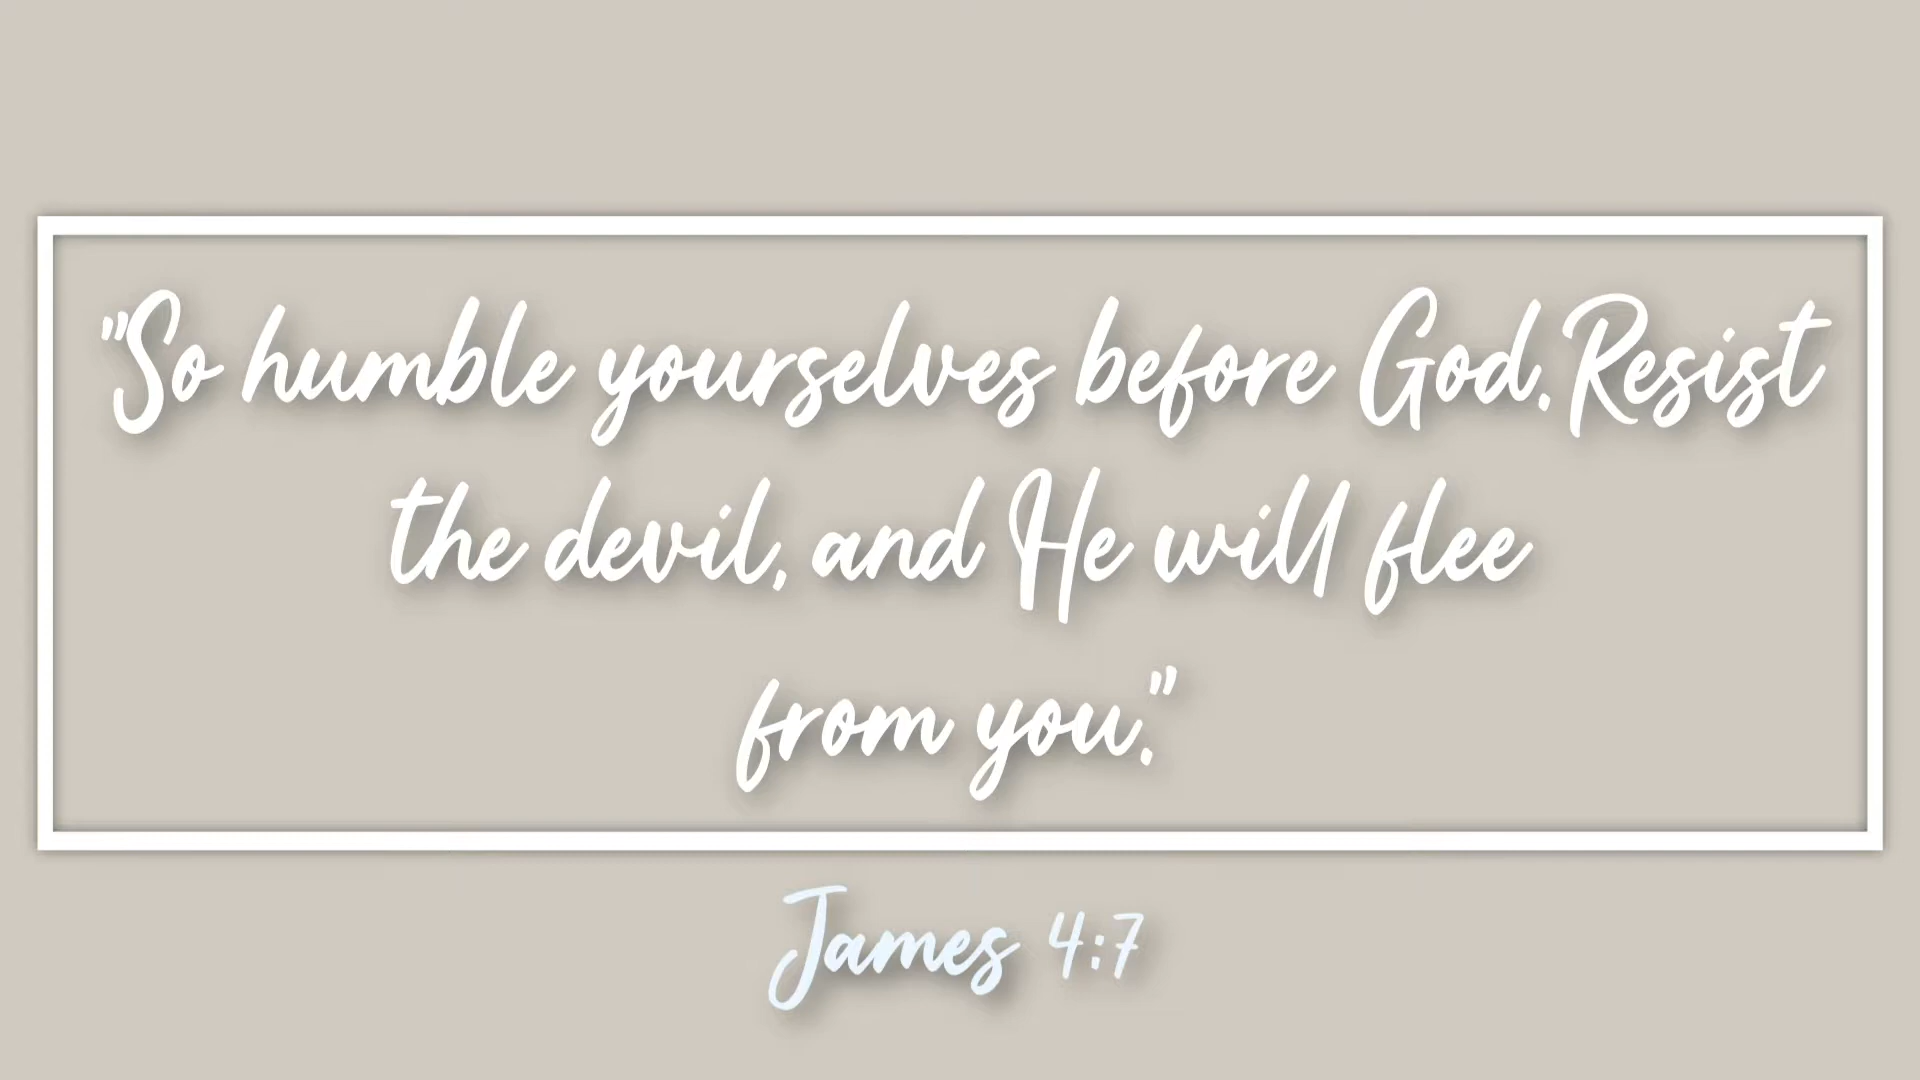 "So humble yourselves before God. Resist
the devil, and He will flee
from you."
James 4:7